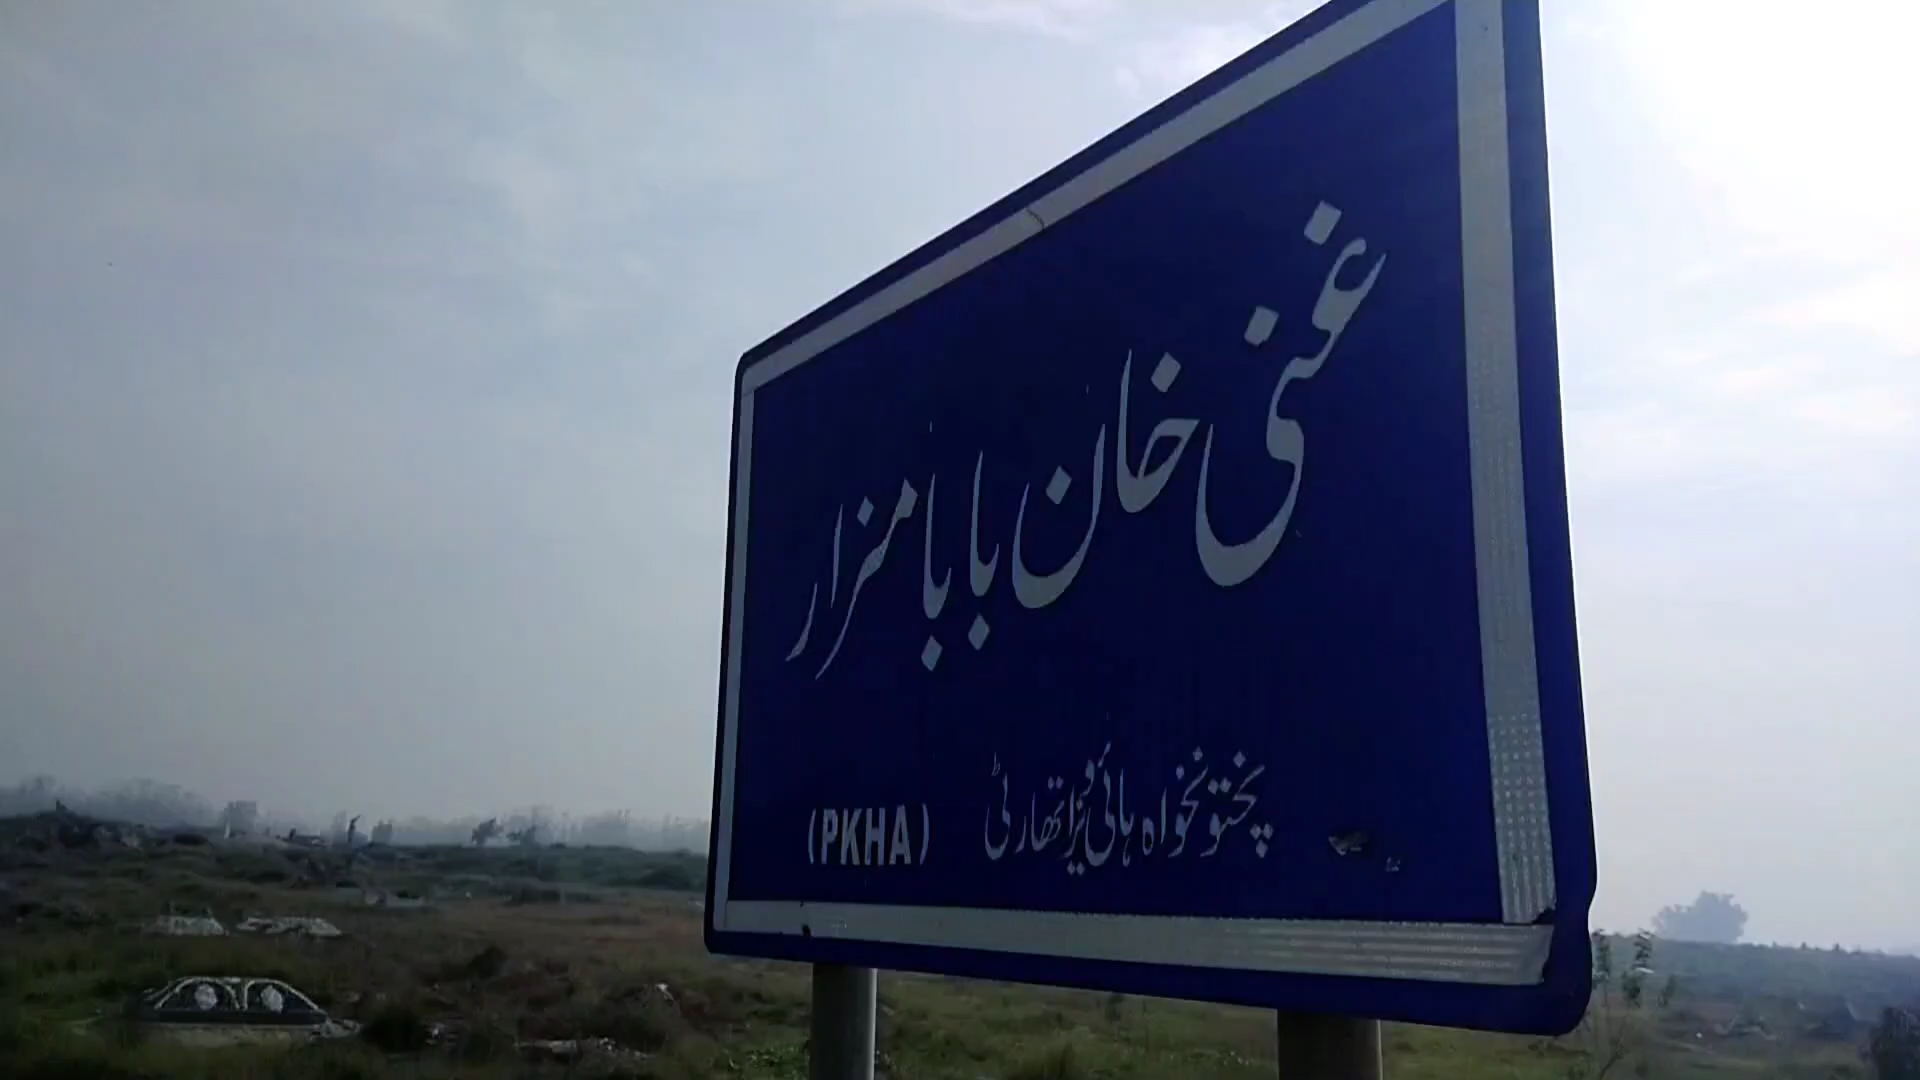 غنی خان بابا مزار
پختونخواہ ہائی ویز اتھارٹی (PKHA)